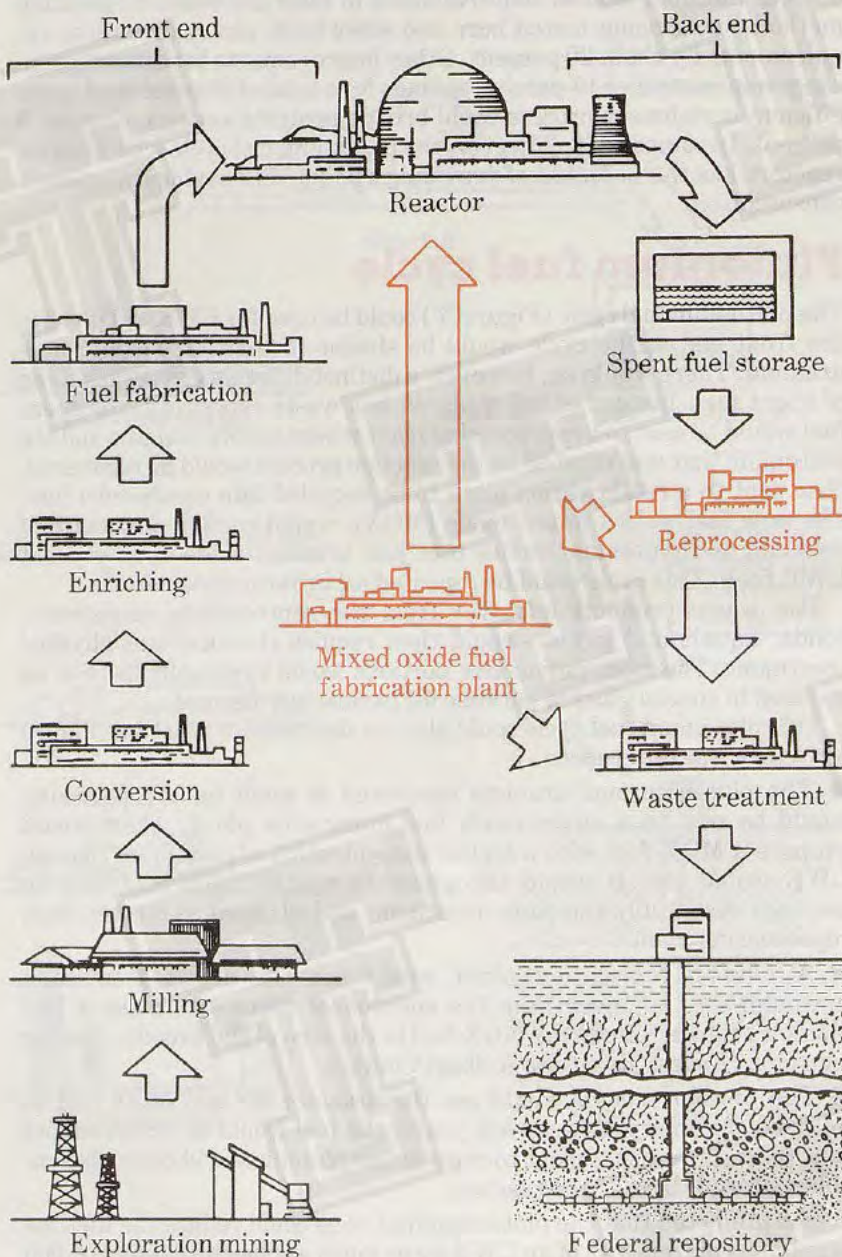 Front end
Back end
Reactor
Fuel fabrication
Spent fuel storage
Enriching
Reprocessing
Mixed oxide fuel
fabrication plant
Conversion
Waste treatment
Milling
Exploration mining
Federal repository